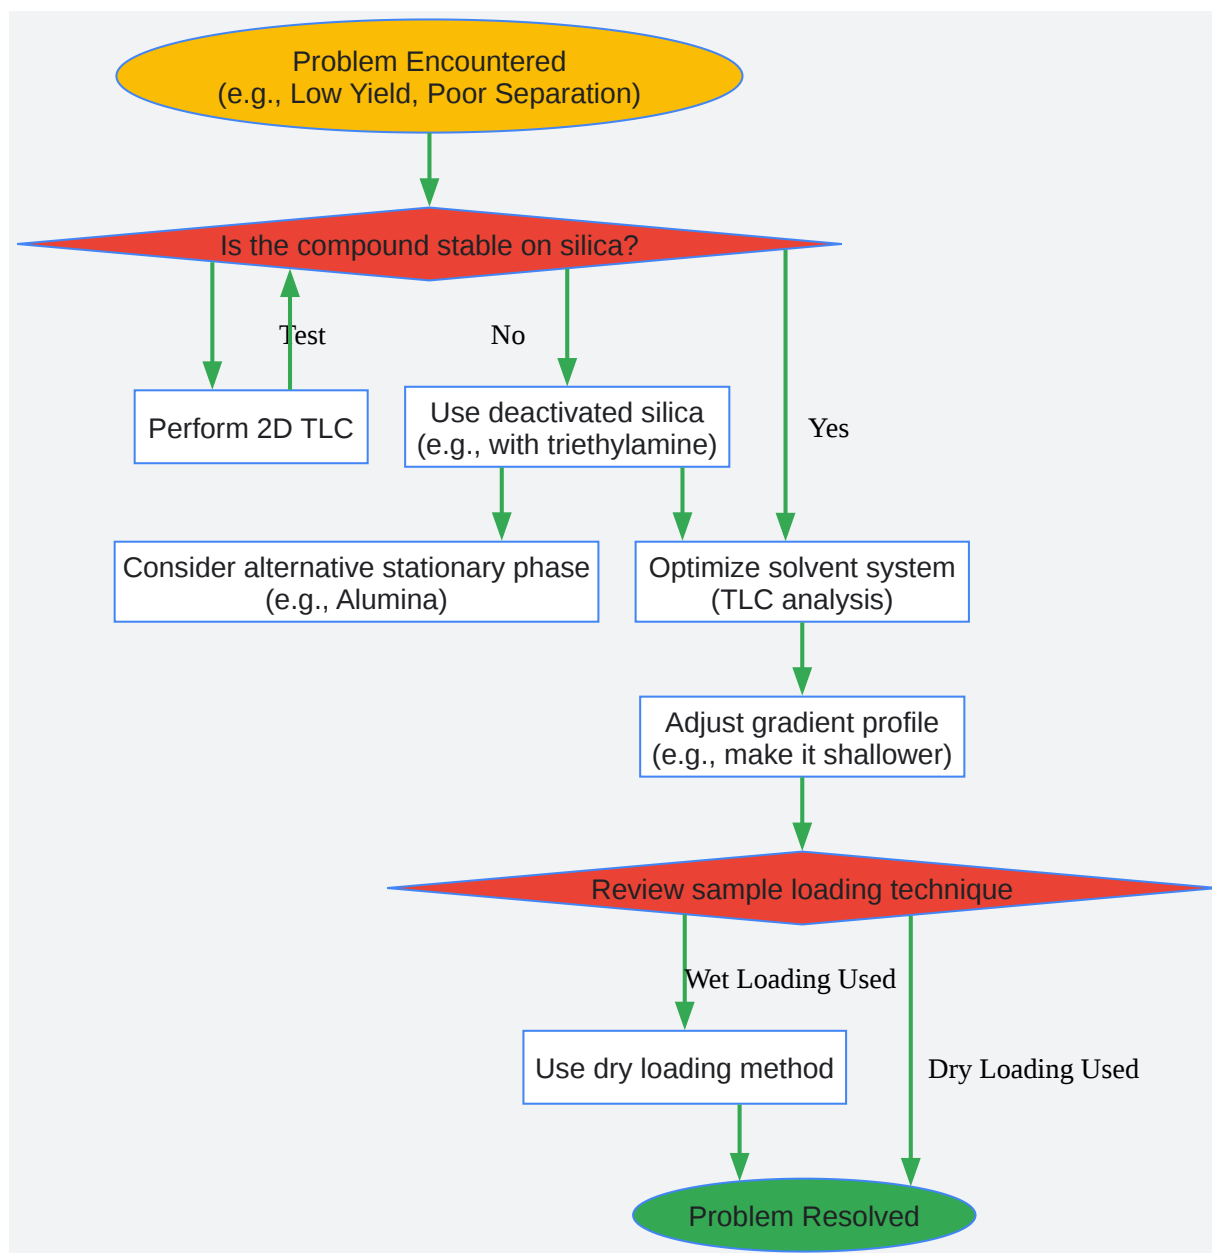 Problem Encountered
(e.g., Low Yield, Poor Separation)
Is the compound stable on silica?
Test
No
Perform 2D TLC
Use deactivated silica
(e.g., with triethylamine)
Yes
Consider alternative stationary phase
(e.g., Alumina)
Optimize solvent system
(TLC analysis)
Adjust gradient profile
(e.g., make it shallower)
Review sample loading technique
Wet Loading Used
Use dry loading method
Dry Loading Used
Problem Resolved